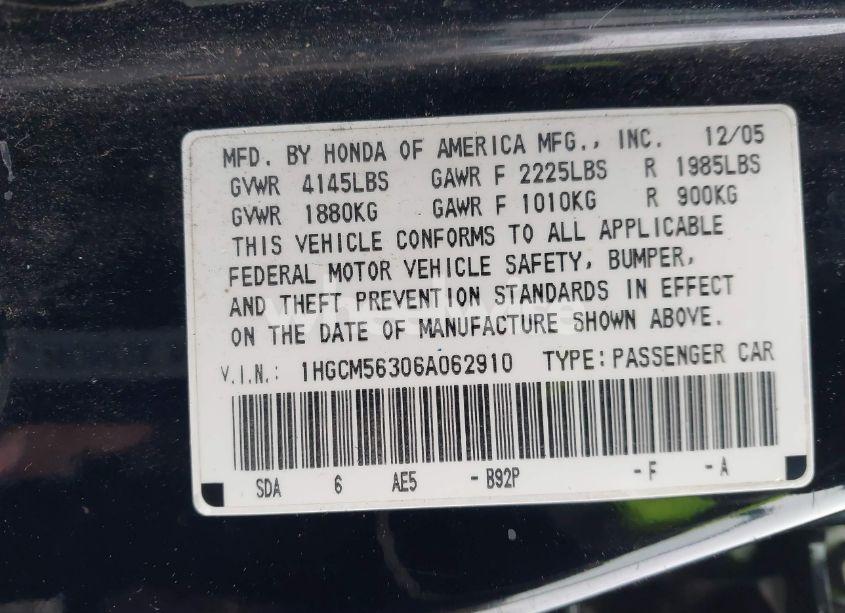 MFD. BY HONDA OF AMERICA MFG., INC. 12/05
GVWR 4145LBS GAWR F 2225LBS R 1985LBS
GVWR 1880KG GAWR F 1010KG R 900KG
THIS VEHICLE CONFORMS TO ALL APPLICABLE
FEDERAL MOTOR VEHICLE SAFETY, BUMPER,
AND THEFT PREVENTION STANDARDS IN EFFECT
ON THE DATE OF MANUFACTURE SHOWN ABOVE.
V.I.N.: 1HGCM56306A062910 TYPE: PASSENGER CAR
SDA 6 AE5 -B92P -F -A